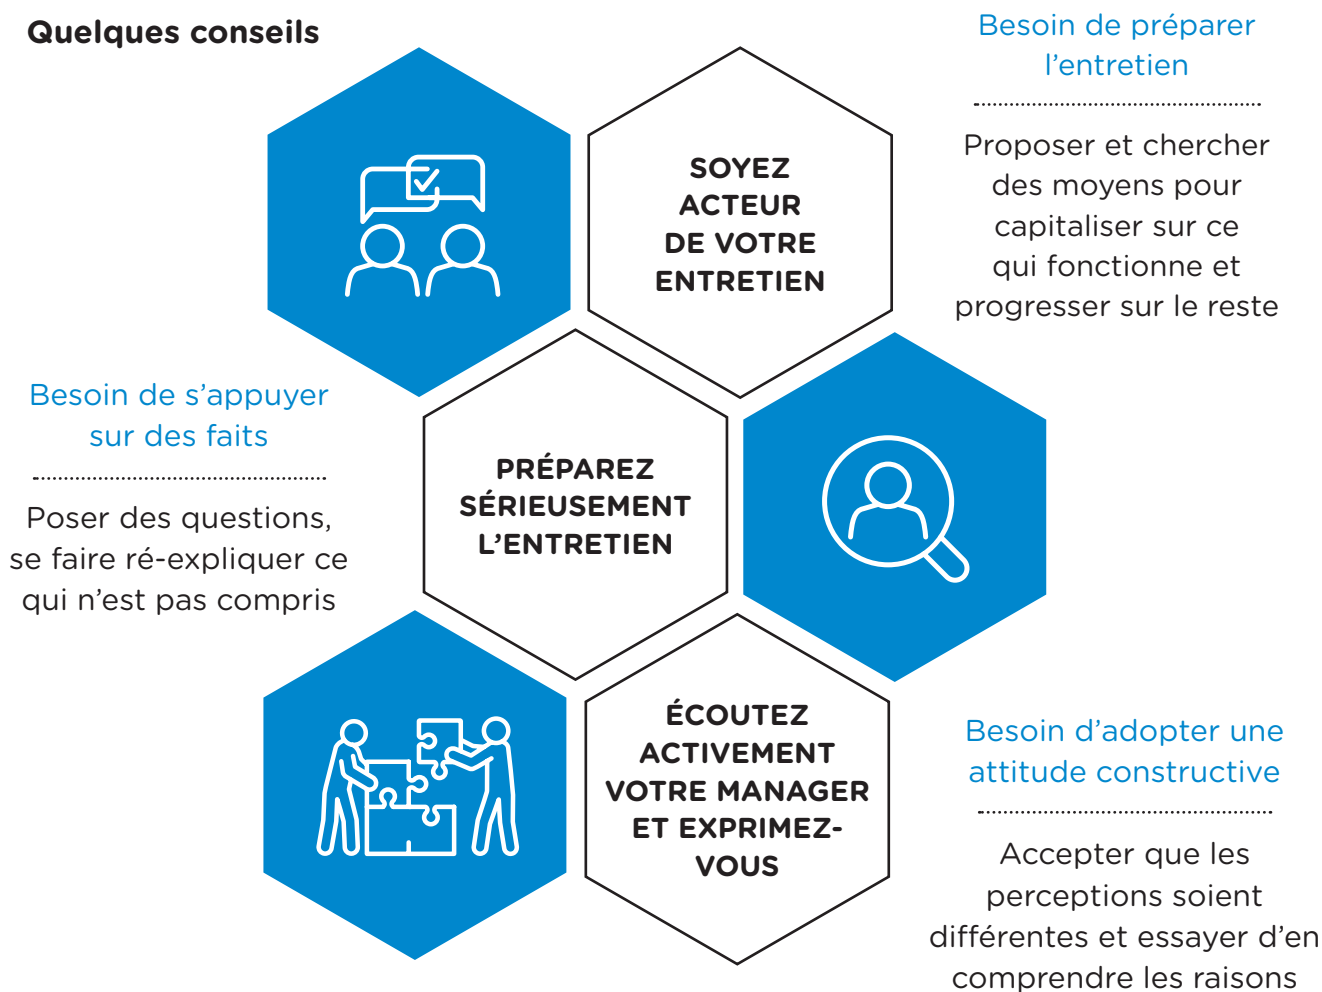 Quelques conseils
SOYEZ
ACTEUR
DE VOTRE
ENTRETIEN
Besoin de préparer
l’entretien
Proposer et chercher
des moyens pour
capitaliser sur ce
qui fonctionne et
progresser sur le reste
Besoin de s’appuyer
sur des faits
Poser des questions,
se faire ré-expliquer ce
qui n’est pas compris
PRÉPAREZ
SÉRIEUSEMENT
L’ENTRETIEN
ÉCOUTEZ
ACTIVEMENT
VOTRE MANAGER
ET EXPRIMEZ-
VOUS
Besoin d’adopter une
attitude constructive
Accepter que les
perceptions soient
différentes et essayer d’en
comprendre les raisons